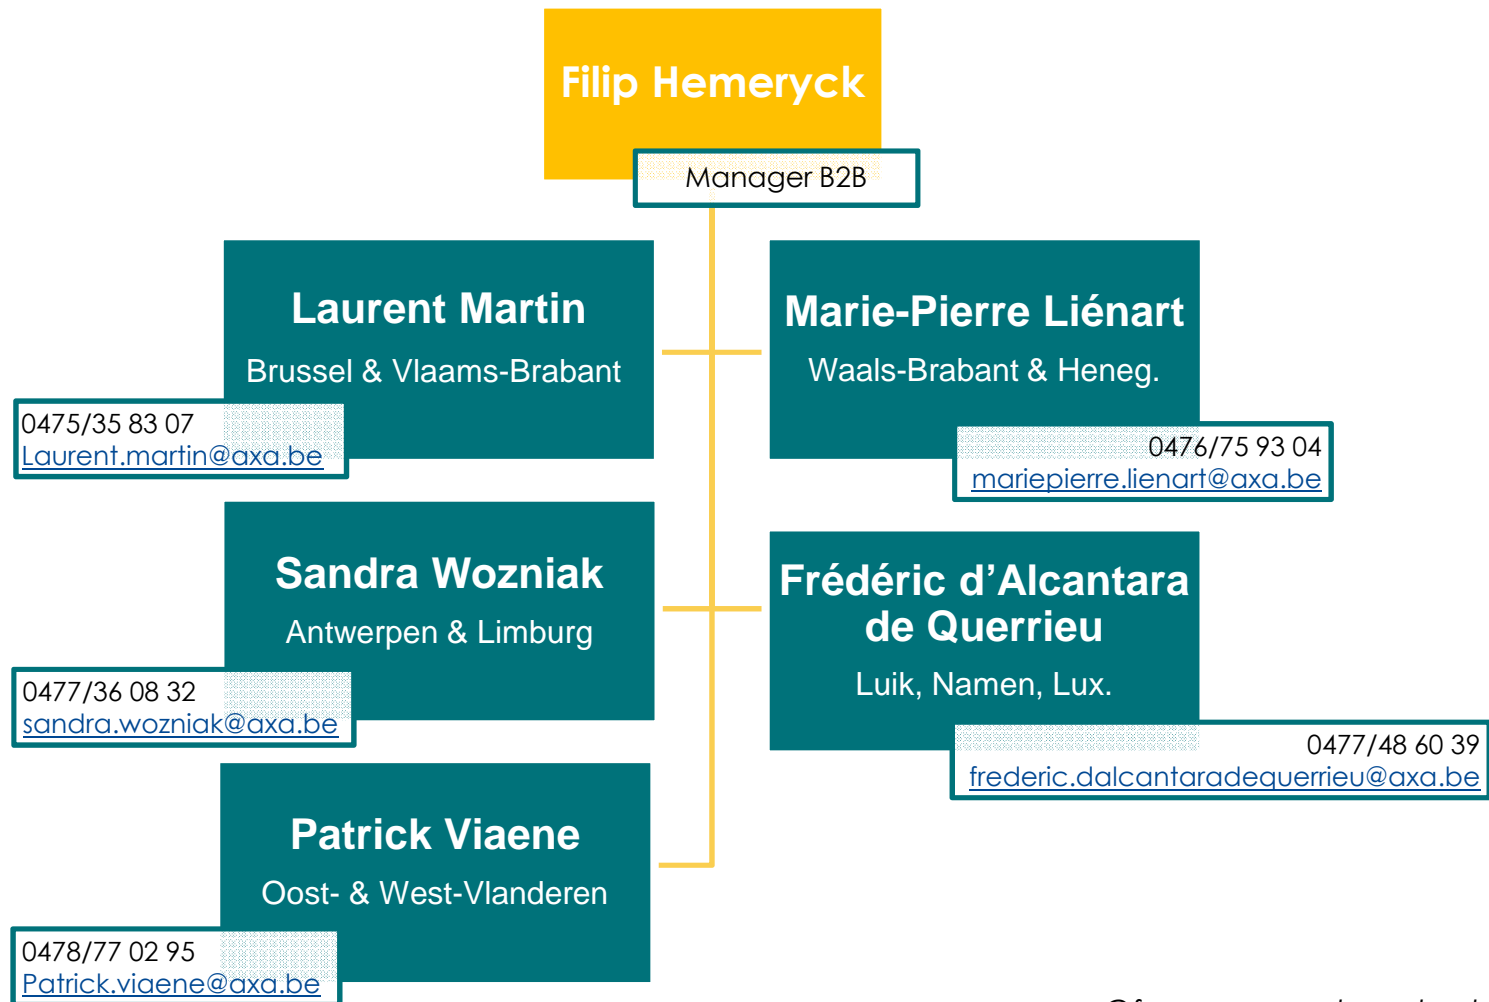 Filip Hemeryck
Manager B2B
Laurent Martin
Brussel & Vlaams-Brabant
0475/35 83 07
Laurent.martin@axa.be
Marie-Pierre Liénart
Waals-Brabant & Heneg.
0476/75 93 04
mariepierre.lienart@axa.be
Sandra Wozniak
Antwerpen & Limburg
0477/36 08 32
sandra.wozniak@axa.be
Frédéric d’Alcantara
de Querrieu
Luik, Namen, Lux.
0477/48 60 39
frederic.dalcantaradequerrieu@axa.be
Patrick Viaene
Oost- & West-Vlanderen
0478/77 02 95
Patrick.viaene@axa.be